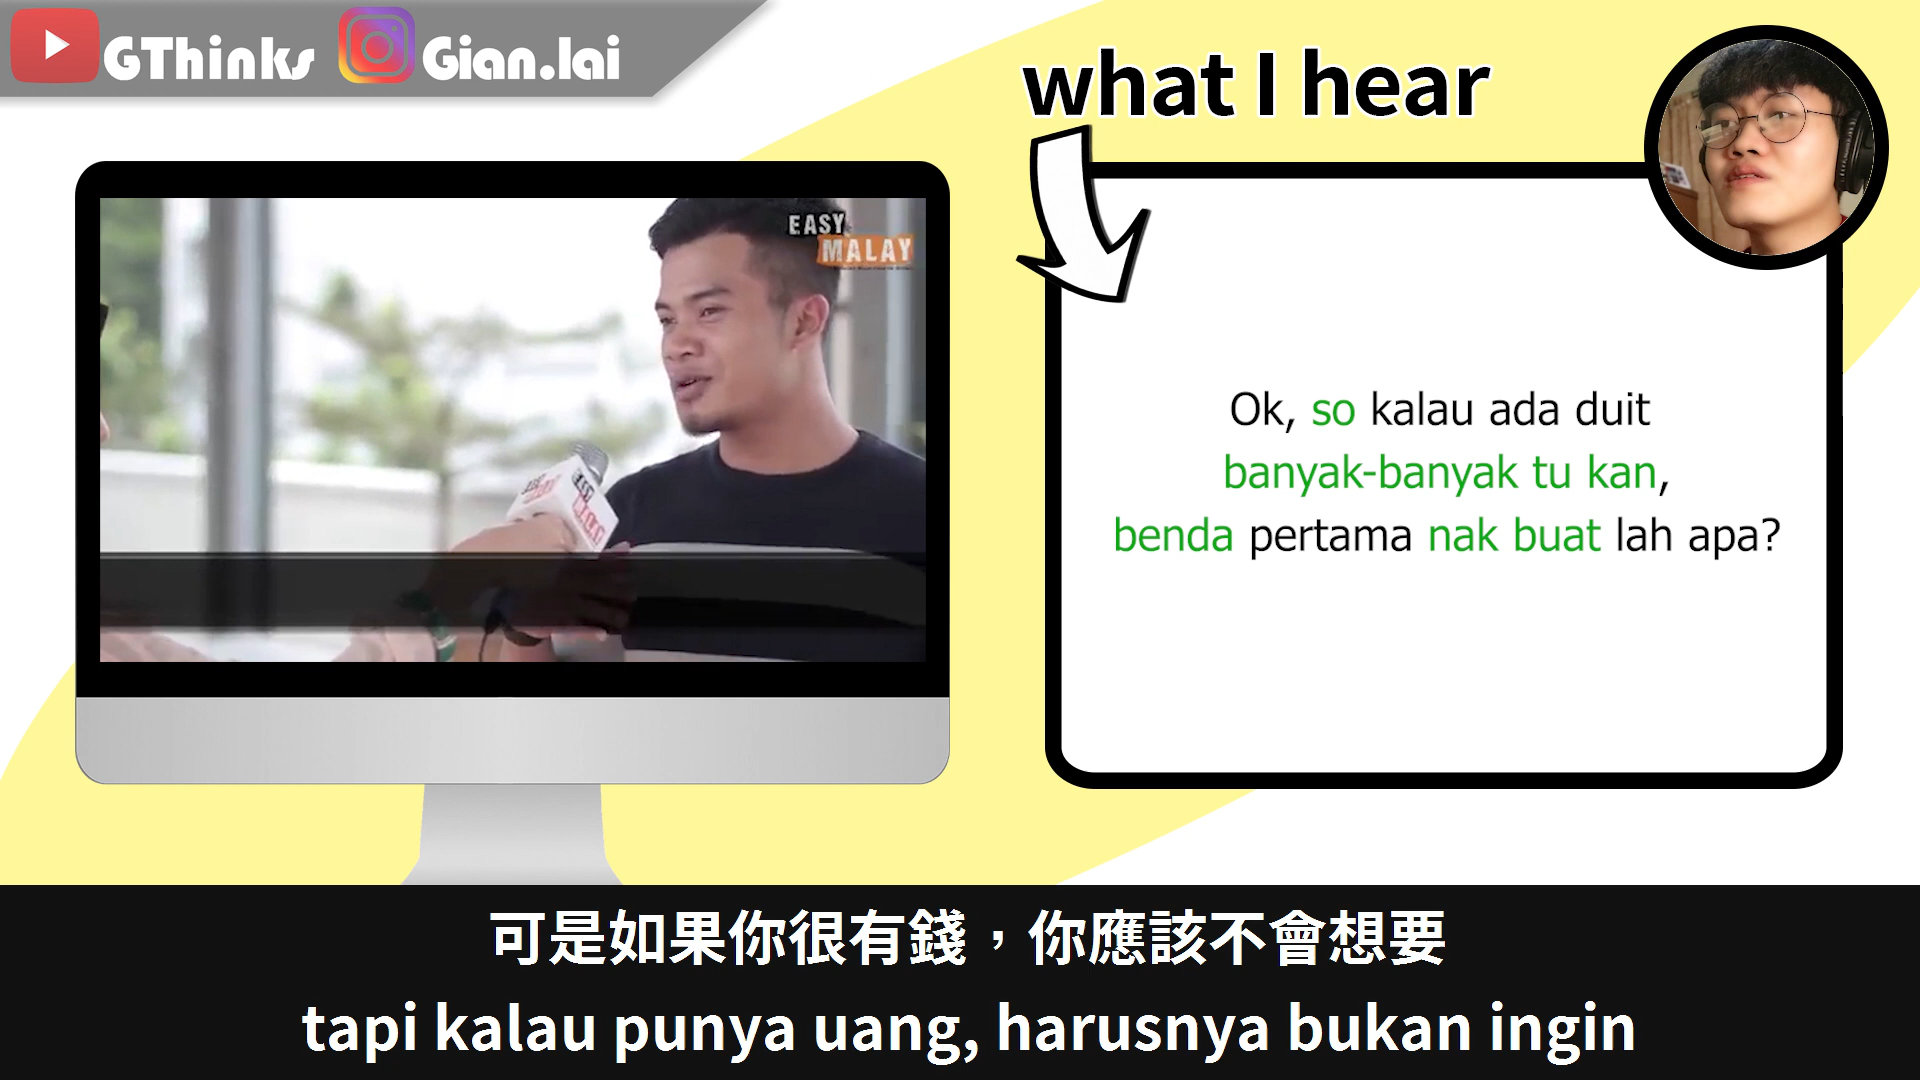 GThinks Gian.lai
what I hear
EASY
MALAY
Ok, so kalau ada duit
banyak-banyak tu kan,
benda pertama nak buat lah apa?
可是如果你很有錢，你應該不會想要
tapi kalau punya uang, harusnya bukan ingin